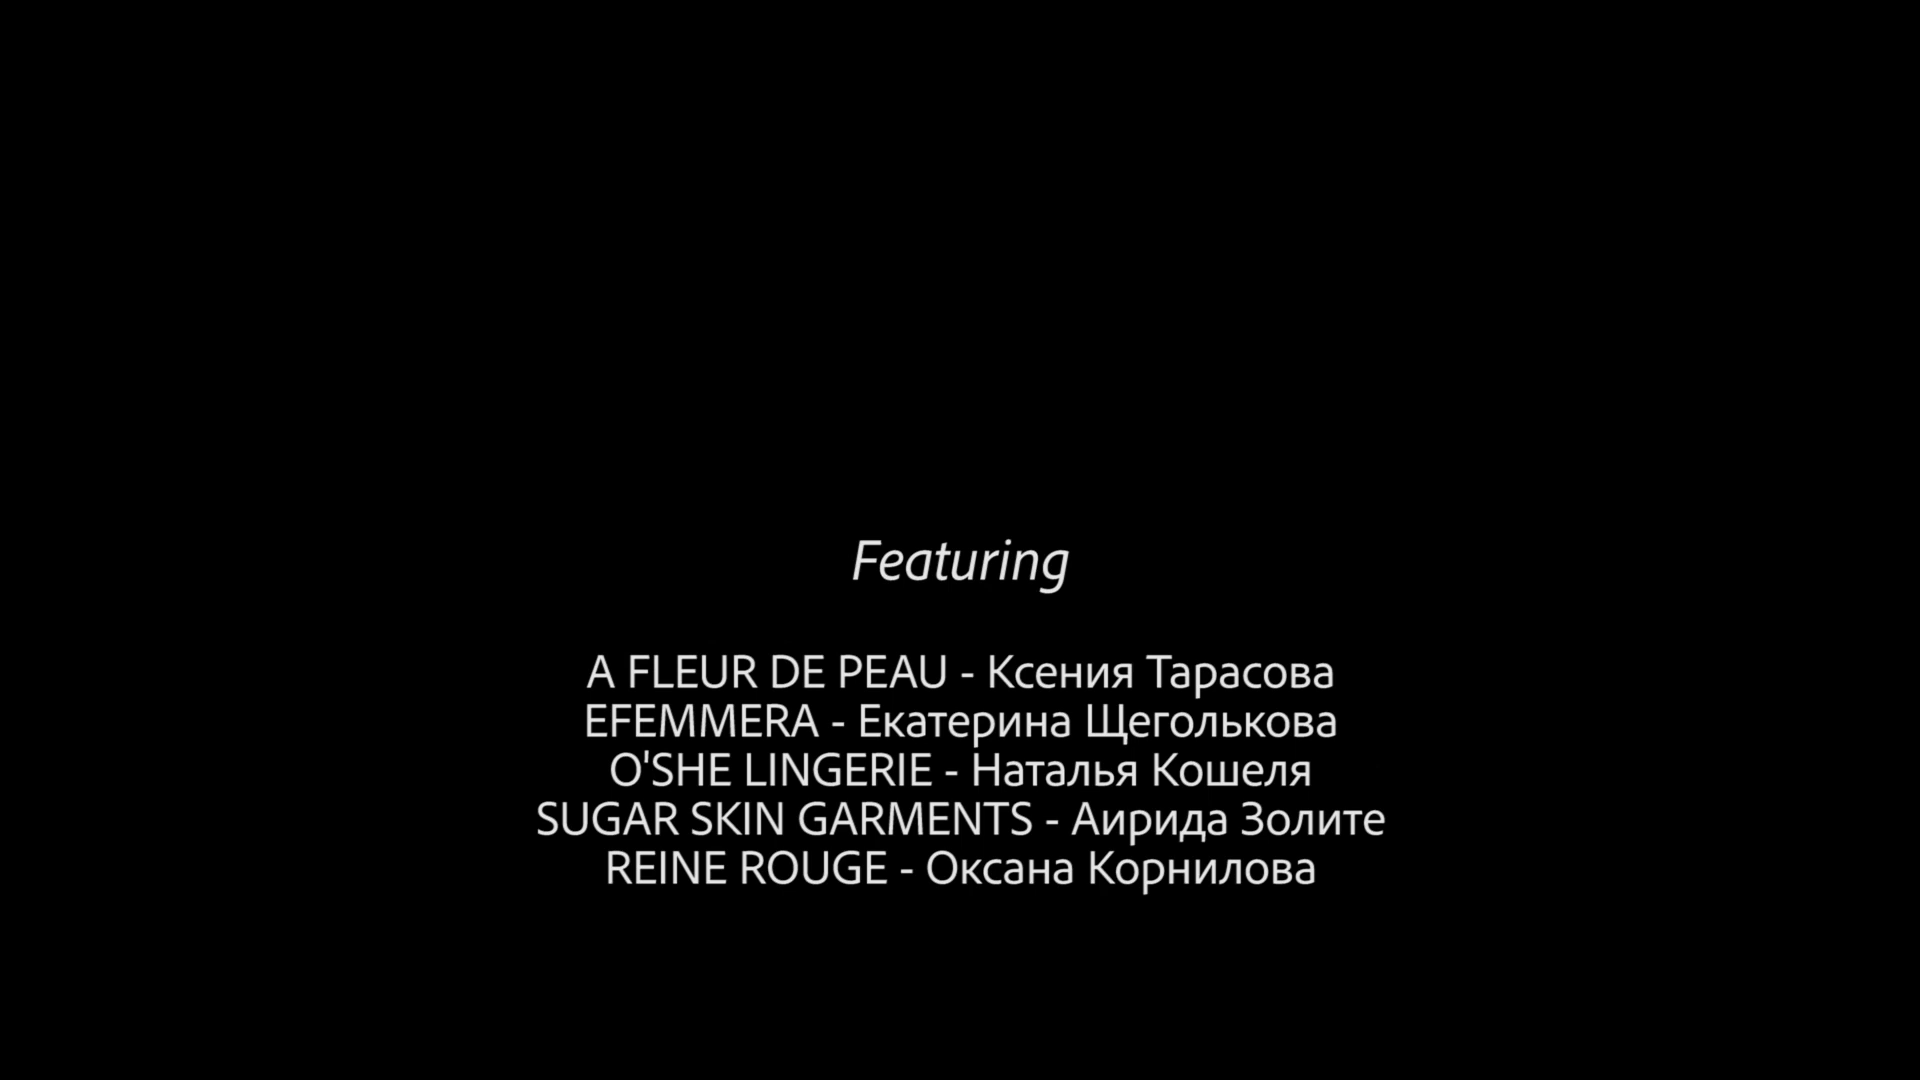 Featuring
A FLEUR DE PEAU - Ксения Тарасова
EFEMMERA - Екатерина Щеголькова
O'SHE LINGERIE - Наталья Кошеля
SUGAR SKIN GARMENTS - Аирида Золите
REINE ROUGE - Оксана Корнилова